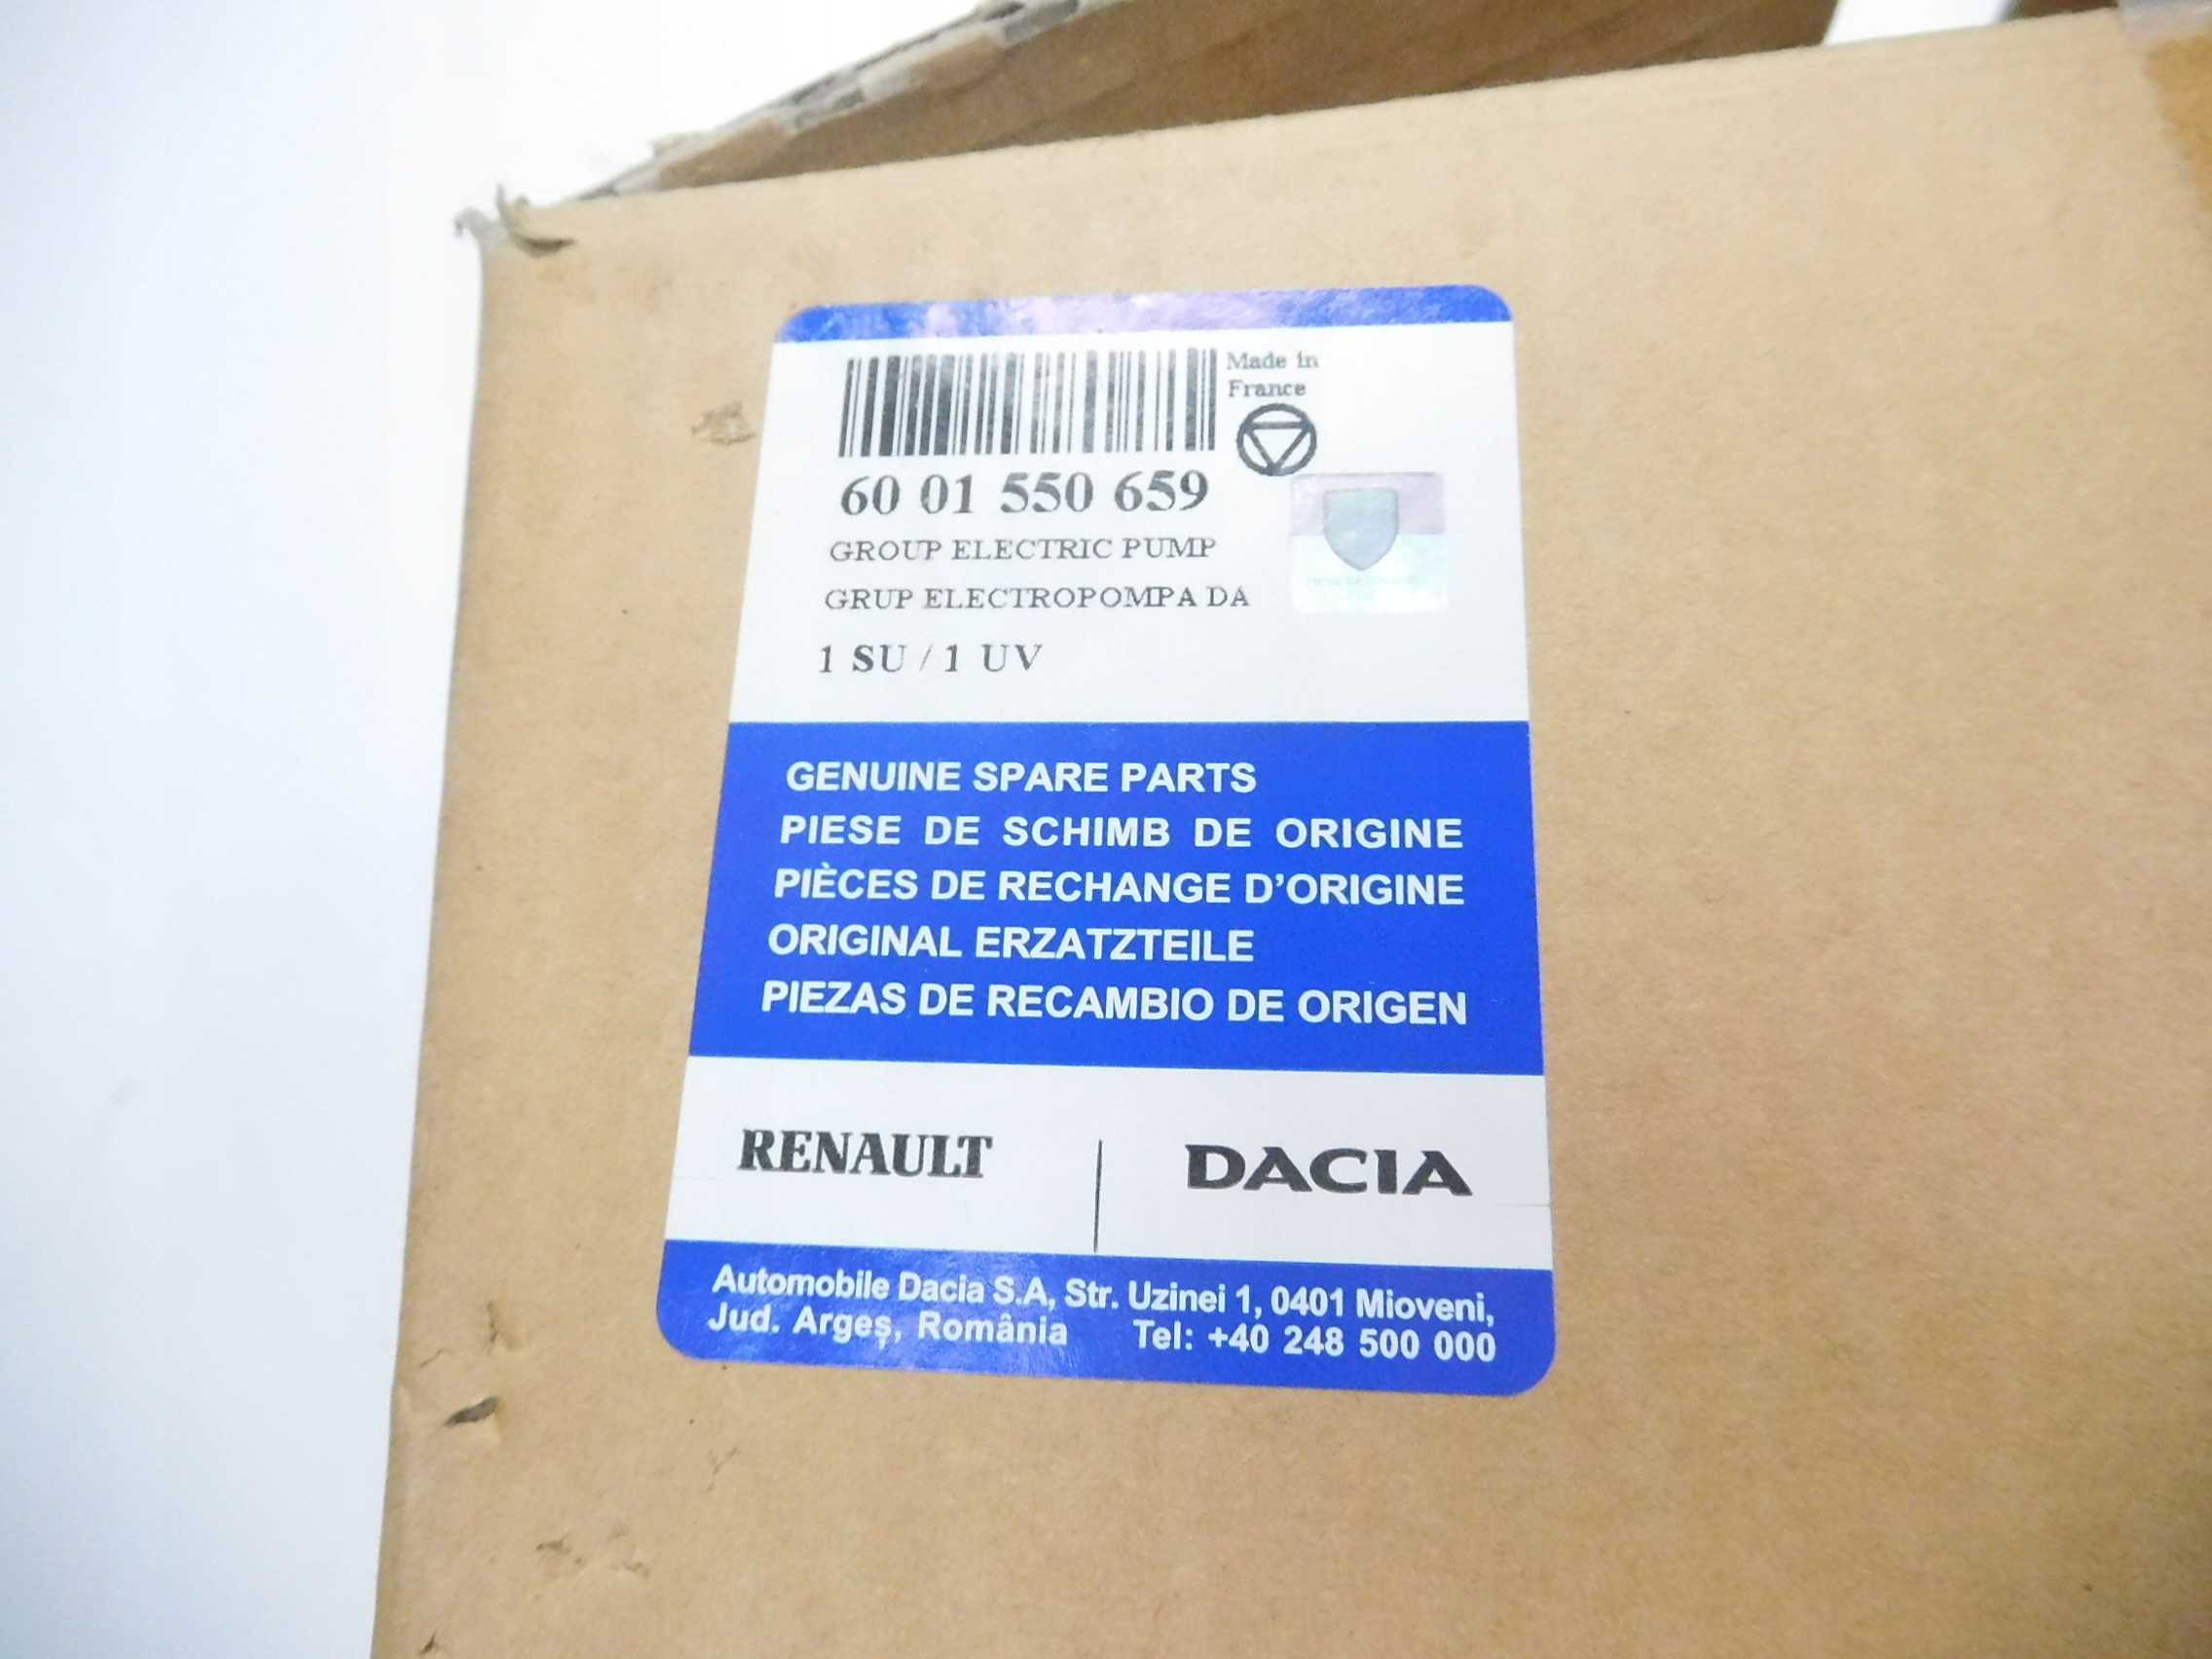 Made in
France
60 01 550 659
GROUP ELECTRIC PUMP
GRUP ELECTROPOMPA DA
1 SU / 1 UV
GENUINE SPARE PARTS
PIESE DE SCHIMB DE ORIGINE
PIÈCES DE RECHANGE D'ORIGINE
ORIGINAL ERZATZTEILE
PIEZAS DE RECAMBIO DE ORIGEN
RENAULT | DACIA
Automobile Dacia S.A, Str. Uzinei 1, 0401 Mioveni,
Jud. Argeș, România Tel: +40 248 500 000